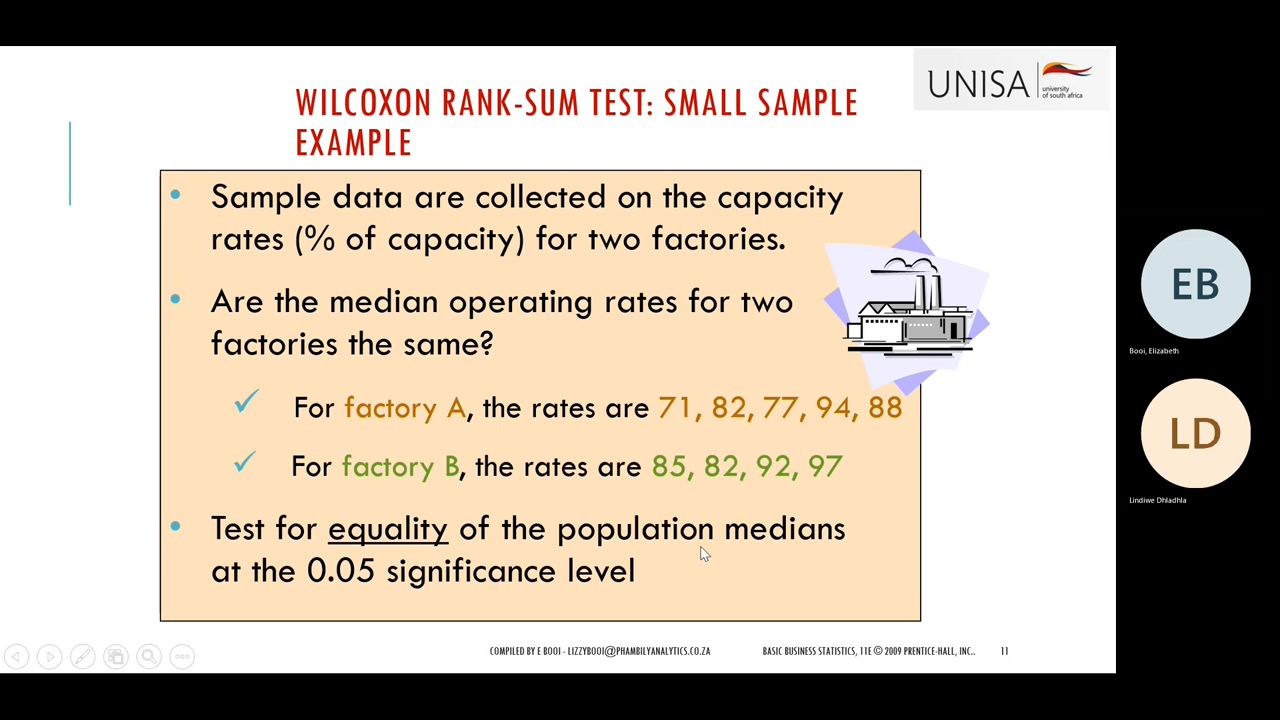 UNISA
university
of south africa
WILCOXON RANK-SUM TEST: SMALL SAMPLE
EXAMPLE
Sample data are collected on the capacity
rates (% of capacity) for two factories.
Are the median operating rates for two
factories the same?
For factory A, the rates are 71, 82, 77, 94, 88
For factory B, the rates are 85, 82, 92, 97
Test for equality of the population medians
at the 0.05 significance level
EB
Booi, Elizabeth
LD
Lindiwe Dhladhla
COMPILED BY E BOOI - LIZZYBOOI@PHAMBILYANALYTICS.CO.ZA
BASIC BUSINESS STATISTICS, 11E © 2009 PRENTICE-HALL, INC..
11